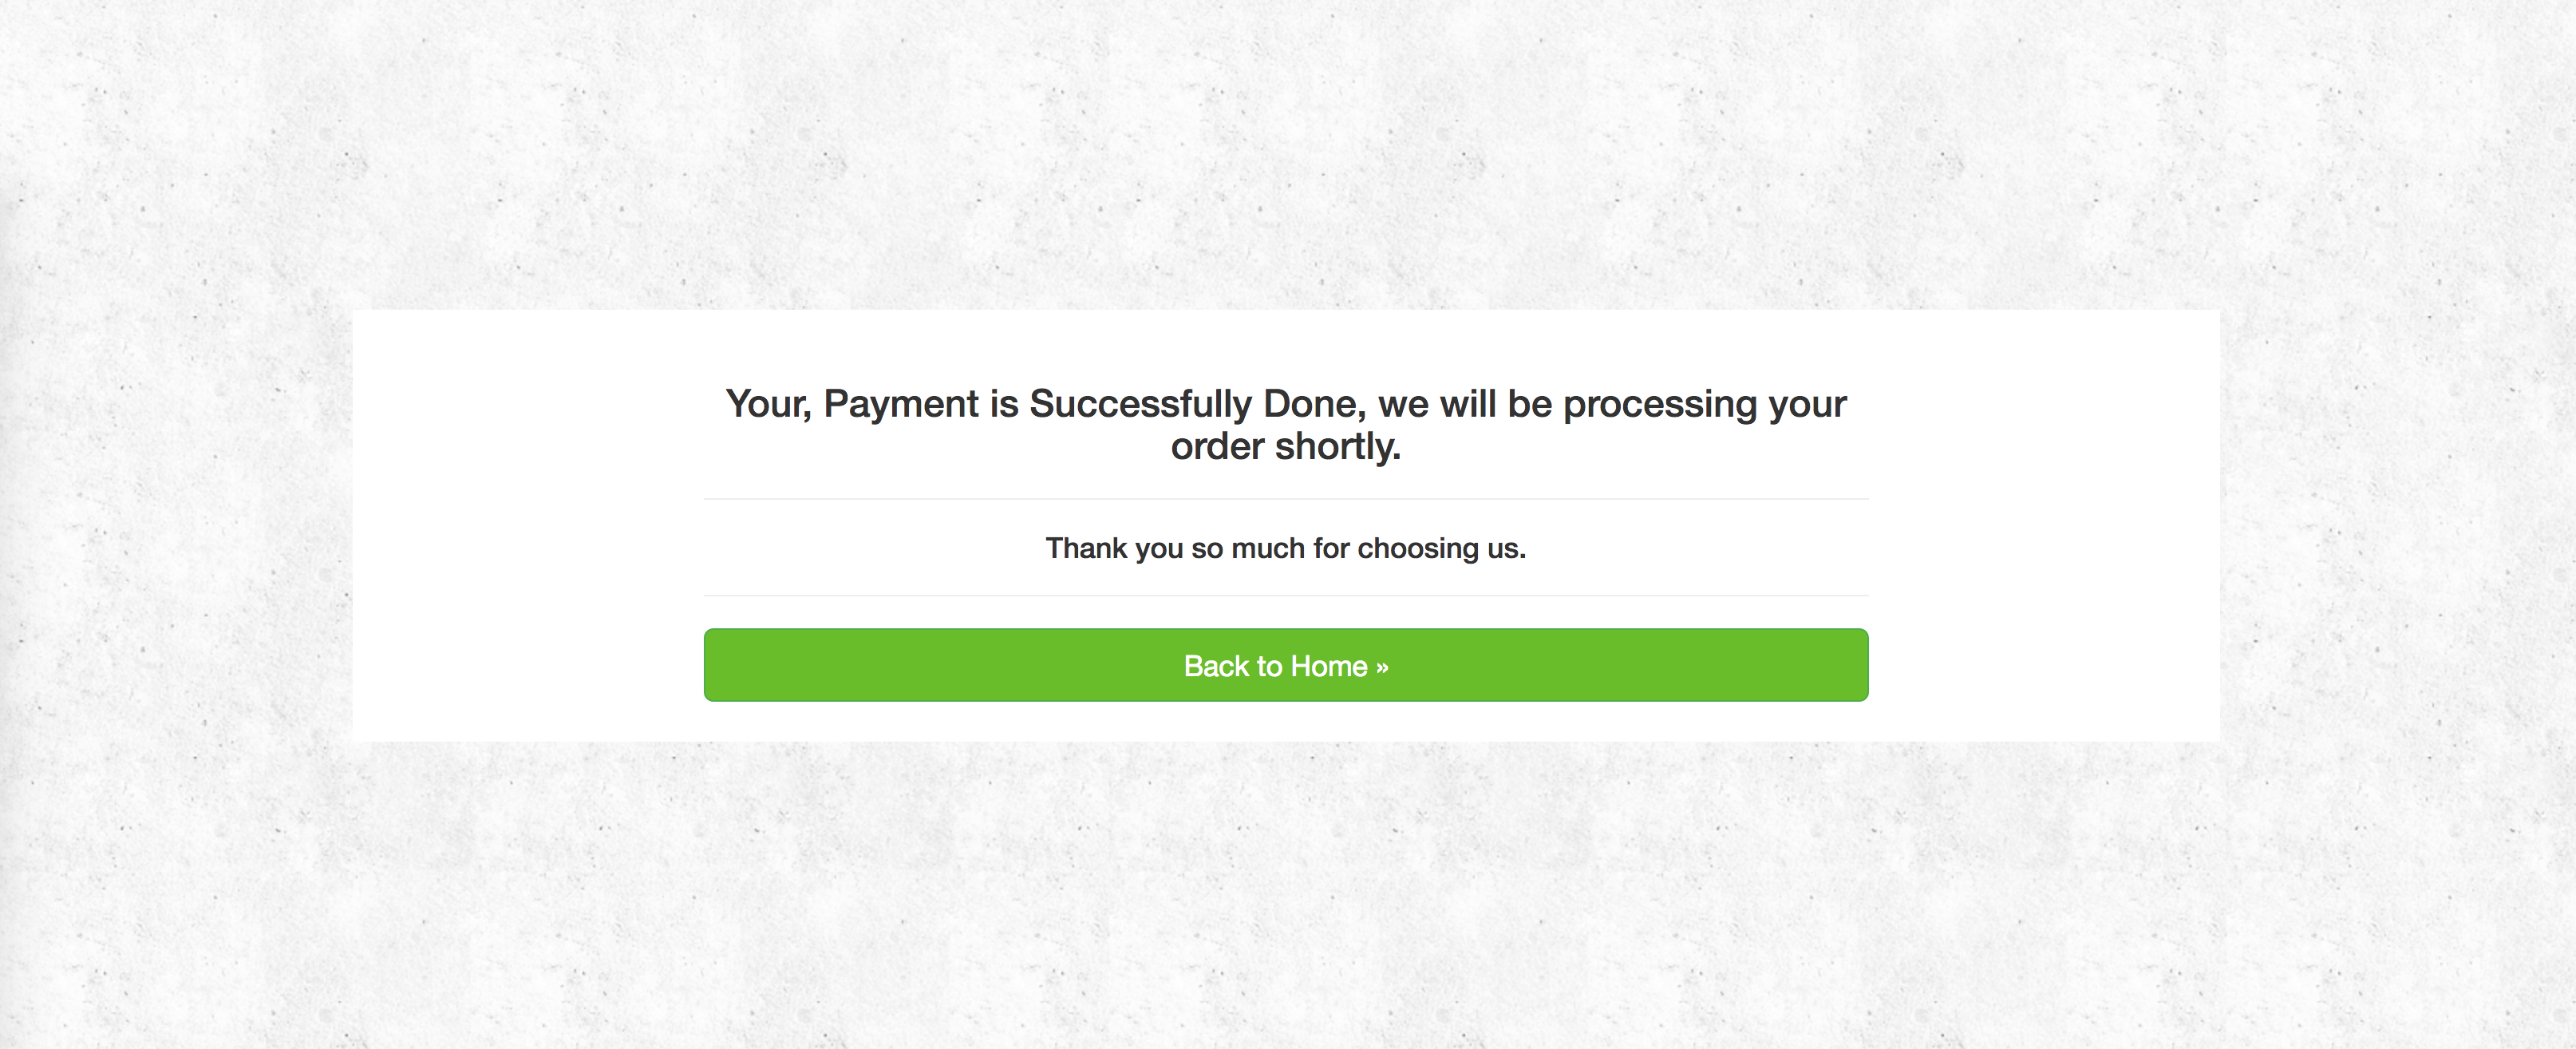 Your, Payment is Successfully Done, we will be processing your
order shortly.
Thank you so much for choosing us.
Back to Home »